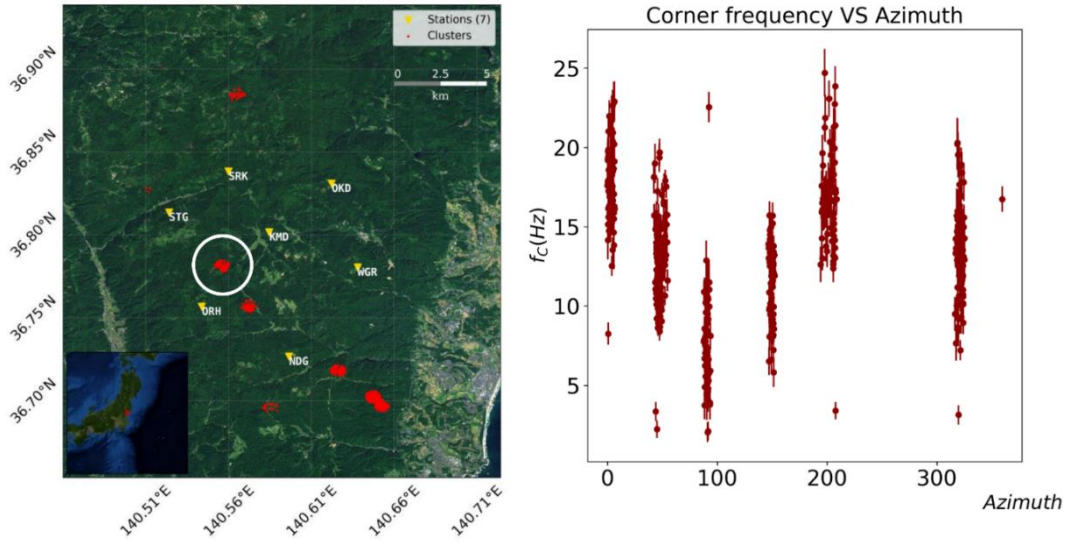 Stations (7)
Clusters
0 2.5 5
km
36.90°N
36.85°N
36.80°N
36.75°N
36.70°N
SRK
OKD
STG
KMD
WGR
ORH
NDG
140.51°E
140.56°E
140.61°E
140.66°E
140.71°E
Corner frequency VS Azimuth
f_C(Hz)
25
20
15
10
5
0 100 200 300
Azimuth